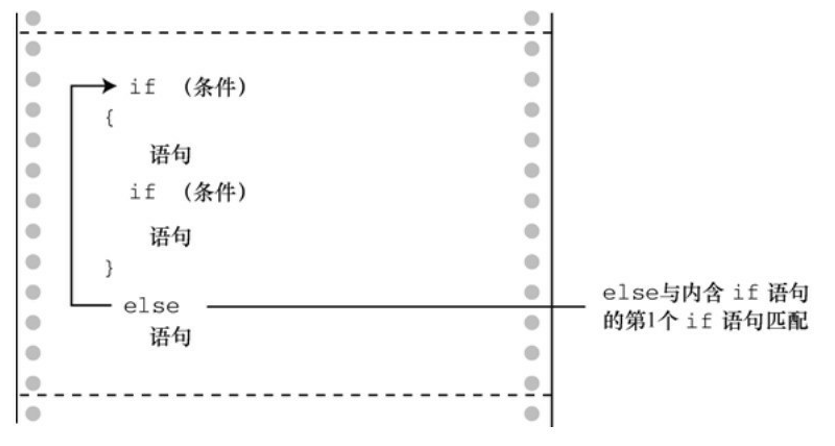 if （条件）
{
语句
if （条件）
语句
}
else
语句
else与内含 if 语句
的第1个 if 语句匹配